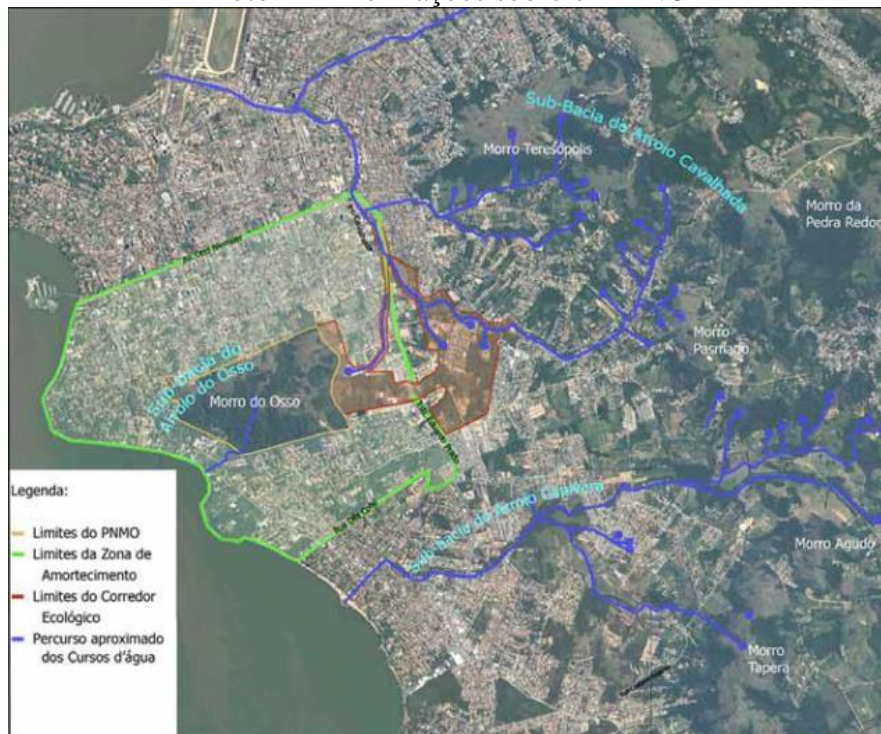 Sub-Bacia do Arroio Cavalhada
Morro Teresópolis
Morro da
Pedra Redon
Morro
Pasmado
Sub-bacia do
Arroio do Osso
Morro do Osso
Sub-Bacia do Arroio Capivara
Morro Agudo
Morro
Tapera
Legenda:
Limites do PNMO
Limites da Zona de
Amortecimento
Limites do Corredor
Ecológico
Percurso aproximado
dos Cursos d'água